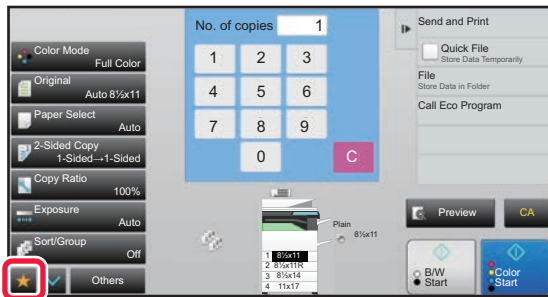 Color Mode
Full Color
Original
Auto 8½x11
Paper Select
Auto
2-Sided Copy
1-Sided→1-Sided
Copy Ratio
100%
Exposure
Auto
Sort/Group
Off
Others
No. of copies 1
1 2 3
4 5 6
7 8 9
0 C
Plain
8½x11
1 8½x11
2 8½x11R
3 8½x14
4 11x17
Send and Print
Quick File
Store Data Temporarily
File
Store Data in Folder
Call Eco Program
Preview
CA
B/W
Start
Color
Start